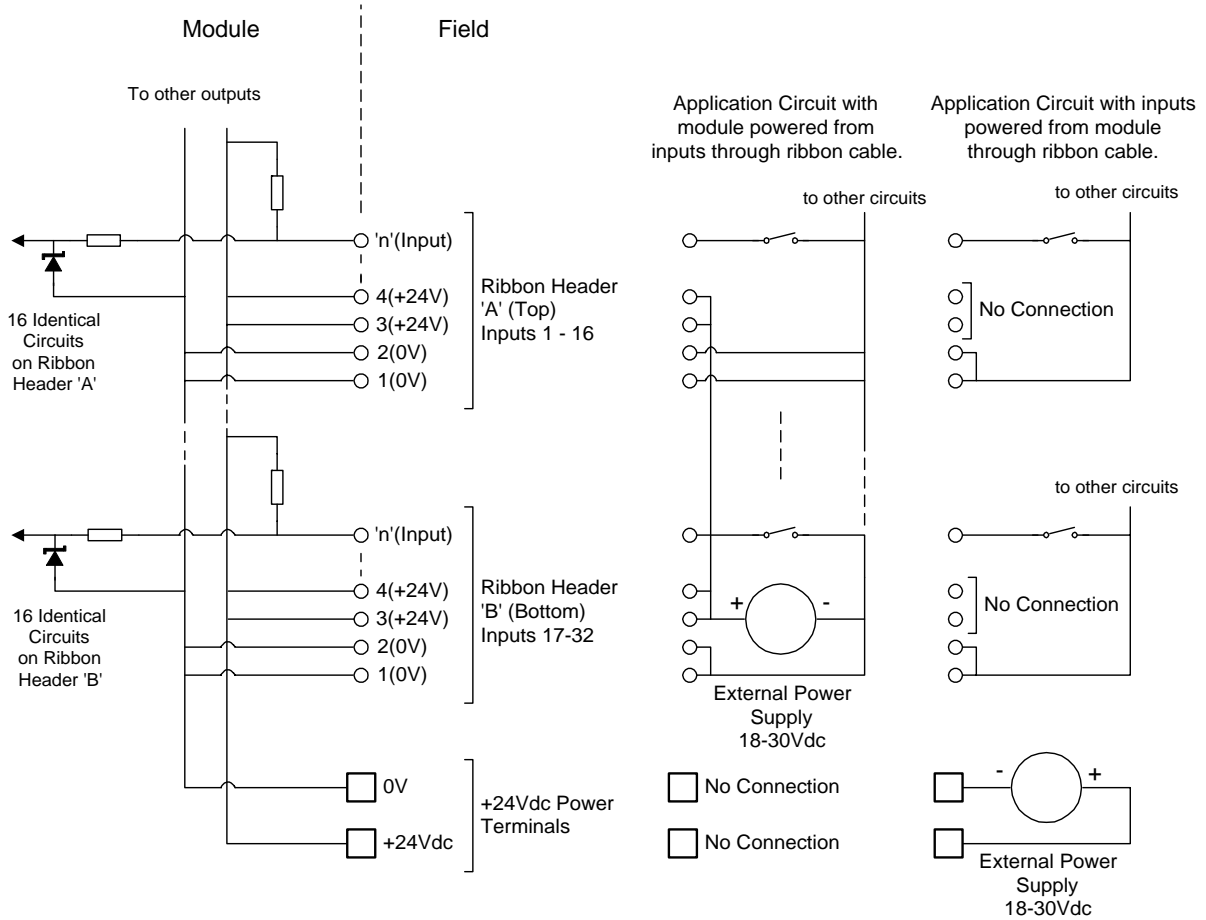 Module
Field
To other outputs
'n'(Input)
4(+24V)
3(+24V)
2(0V)
1(0V)
Ribbon Header
'A' (Top)
Inputs 1 - 16
16 Identical
Circuits
on Ribbon
Header 'A'
'n'(Input)
4(+24V)
3(+24V)
2(0V)
1(0V)
Ribbon Header
'B' (Bottom)
Inputs 17-32
16 Identical
Circuits
on Ribbon
Header 'B'
0V
+24Vdc
+24Vdc Power
Terminals
Application Circuit with
module powered from
inputs through ribbon cable.
to other circuits
+
-
External Power
Supply
18-30Vdc
No Connection
No Connection
Application Circuit with inputs
powered from module
through ribbon cable.
to other circuits
No Connection
to other circuits
No Connection
-
+
External Power
Supply
18-30Vdc